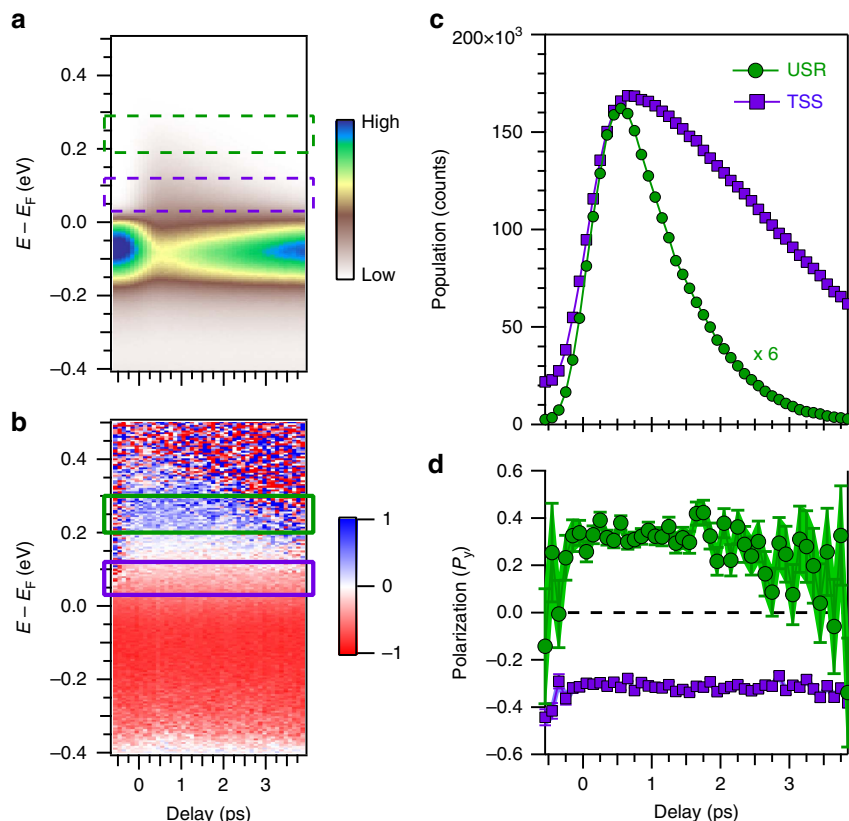 a
E – EF (eV)
0.4
0.2
0.0
–0.2
–0.4
High
Low
b
E – EF (eV)
0.4
0.2
0.0
–0.2
–0.4
0
1
2
3
Delay (ps)
1
0
–1
c
Population (counts)
200×10³
150
100
50
0
USR
TSS
x 6
d
Polarization (Py)
0.6
0.4
0.2
0.0
–0.2
–0.4
–0.6
0
1
2
3
Delay (ps)